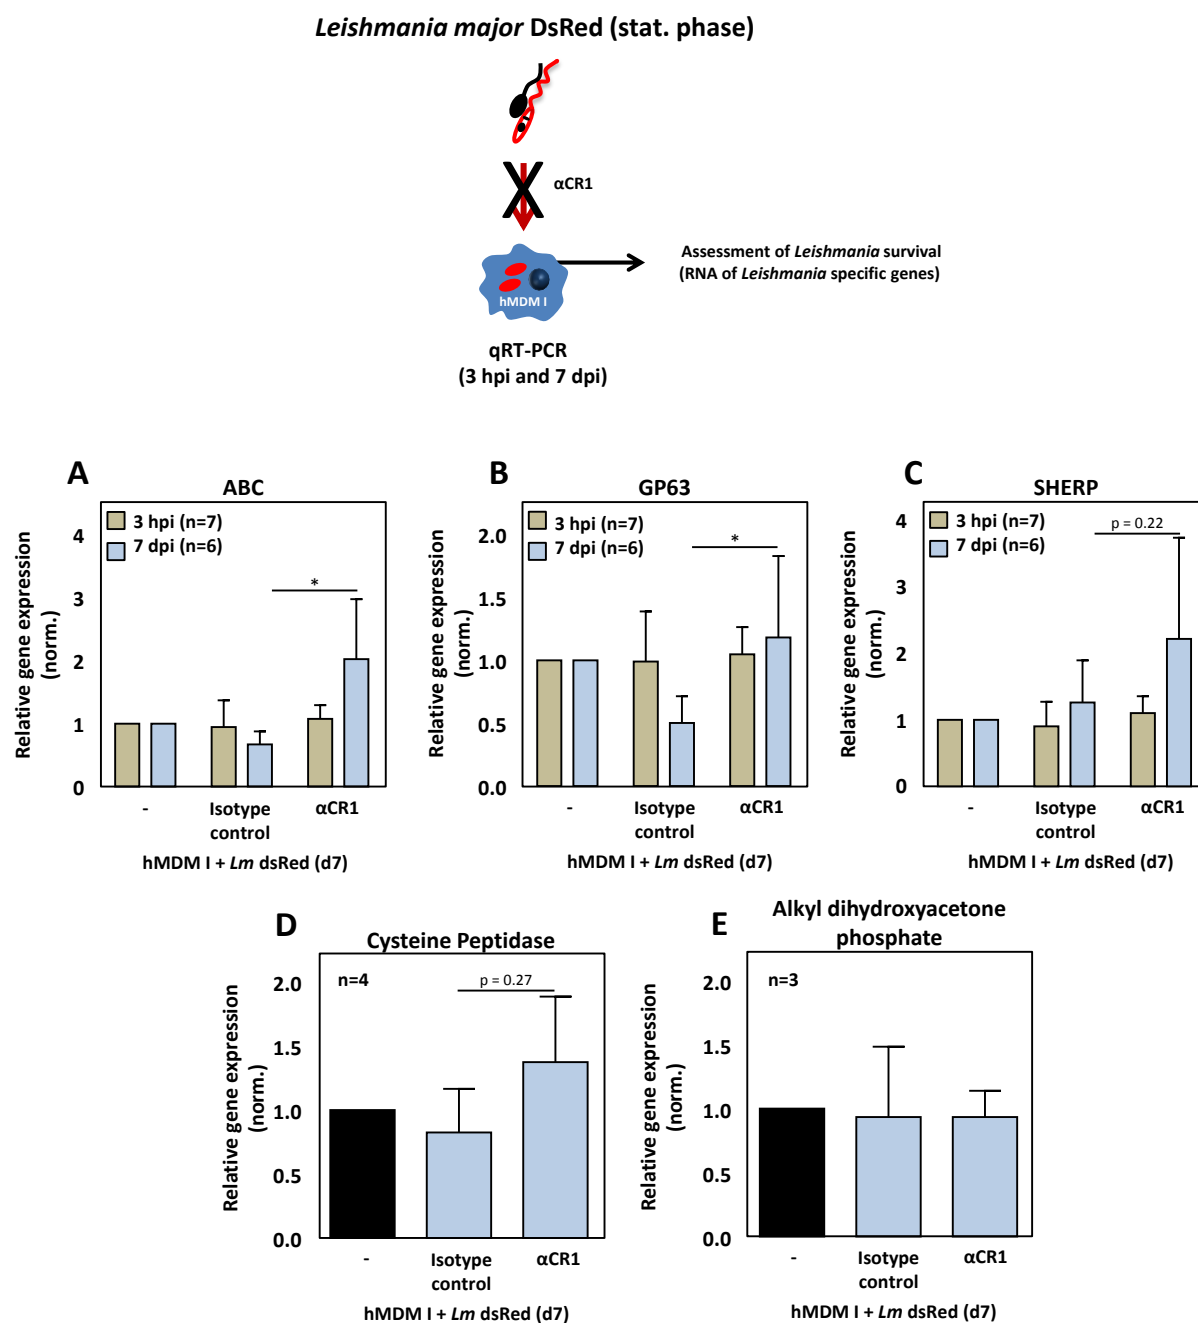 Leishmania major DsRed (stat. phase)
αCR1
Assessment of Leishmania survival
(RNA of Leishmania specific genes)
hMDM I
qRT-PCR
(3 hpi and 7 dpi)
A
ABC
Relative gene expression
(norm.)
4
3
2
1
0
3 hpi (n=7)
7 dpi (n=6)
*
-
Isotype
control
αCR1
hMDM I + Lm dsRed (d7)
B
GP63
Relative gene expression
(norm.)
2.0
1.5
1.0
0.5
0.0
3 hpi (n=7)
7 dpi (n=6)
*
-
Isotype
control
αCR1
hMDM I + Lm dsRed (d7)
C
SHERP
Relative gene expression
(norm.)
4
3
2
1
0
3 hpi (n=7)
7 dpi (n=6)
p = 0.22
-
Isotype
control
αCR1
hMDM I + Lm dsRed (d7)
D
Cysteine Peptidase
Relative gene expression
(norm.)
2.0
1.5
1.0
0.5
0.0
n=4
p = 0.27
-
Isotype
control
αCR1
hMDM I + Lm dsRed (d7)
E
Alkyl dihydroxyacetone
phosphate
Relative gene expression
(norm.)
2.0
1.5
1.0
0.5
0.0
n=3
-
Isotype
control
αCR1
hMDM I + Lm dsRed (d7)